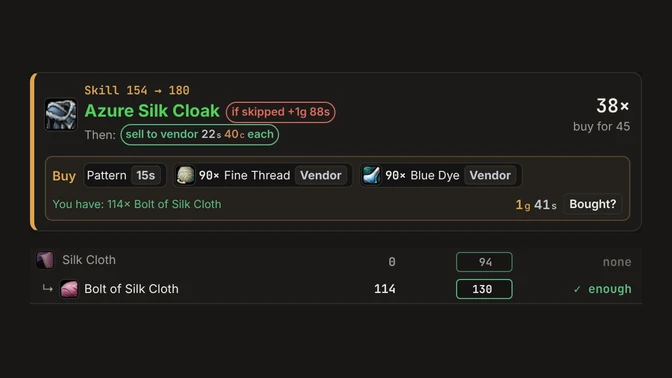 Skill 154 → 180
Azure Silk Cloak if skipped +1g 88s
38×
Then: sell to vendor 22s 40c each
buy for 45
Buy Pattern 15s 90× Fine Thread Vendor 90× Blue Dye Vendor
You have: 114× Bolt of Silk Cloth 1g 41s Bought?
Silk Cloth 0 94 none
↳ Bolt of Silk Cloth 114 130 ✓ enough